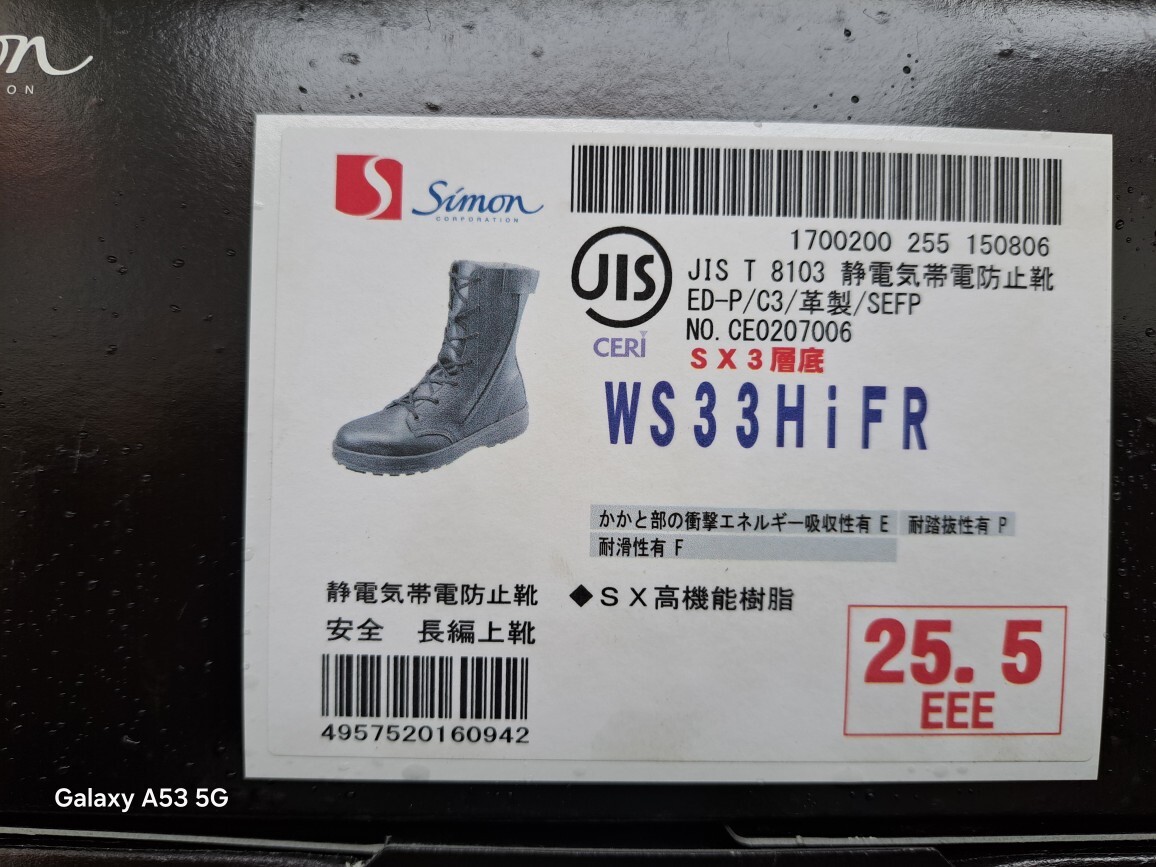 on
ON
Simon
CORPORATION
1700200 255 150806
JIS
JIS T 8103 静電気帯電防止靴
ED-P/C3/革製/SEFP
NO. CE0207006
CERI
SX3層底
WS33HiFR
かかと部の衝撃エネルギー吸収性有 E 耐踏抜性有 P
耐滑性有 F
静電気帯電防止靴 ◆SX高機能樹脂
安全 長編上靴
25.5
EEE
4957520160942
Galaxy A53 5G